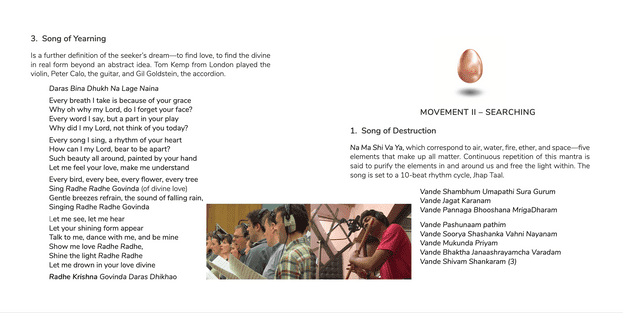 3. Song of Yearning
Is a further definition of the seeker's dream—to find love, to find the divine
in real form beyond an abstract idea. Tom Kemp from London played the
violin, Peter Calo, the guitar, and Gil Goldstein, the accordion.
Daras Bina Dhukh Na Lage Naina
Every breath I take is because of your grace
Why oh why my Lord, do I forget your face?
Every word I say, but a part in your play
Why did I my Lord, not think of you today?
Every song I sing, a rhythm of your heart
How can I my Lord, bear to be apart?
Such beauty all around, painted by your hand
Let me feel your love, make me understand
Every bird, every bee, every flower, every tree
Sing Radhe Radhe Govinda (of divine love)
Gentle breezes refrain, the sound of falling rain,
Singing Radhe Radhe Govinda
Let me see, let me hear
Let your shining form appear
Talk to me, dance with me, and be mine
Show me love Radhe Radhe,
Shine the light Radhe Radhe
Let me drown in your love divine
Radhe Krishna Govinda Daras Dhikhao
MOVEMENT II – SEARCHING
1. Song of Destruction
Na Ma Shi Va Ya, which correspond to air, water, fire, ether, and space—five
elements that make up all matter. Continuous repetition of this mantra is
said to purify the elements in and around us and free the light within. The
song is set to a 10-beat rhythm cycle, Jhap Taal.
Vande Shambhum Umapathi Sura Gurum
Vande Jagat Karanam
Vande Pannaga Bhooshana MrigaDharam
Vande Pashunaam pathim
Vande Soorya Shashanka Vahni Nayanam
Vande Mukunda Priyam
Vande Bhaktha Janaashrayamcha Varadam
Vande Shivam Shankaram (3)